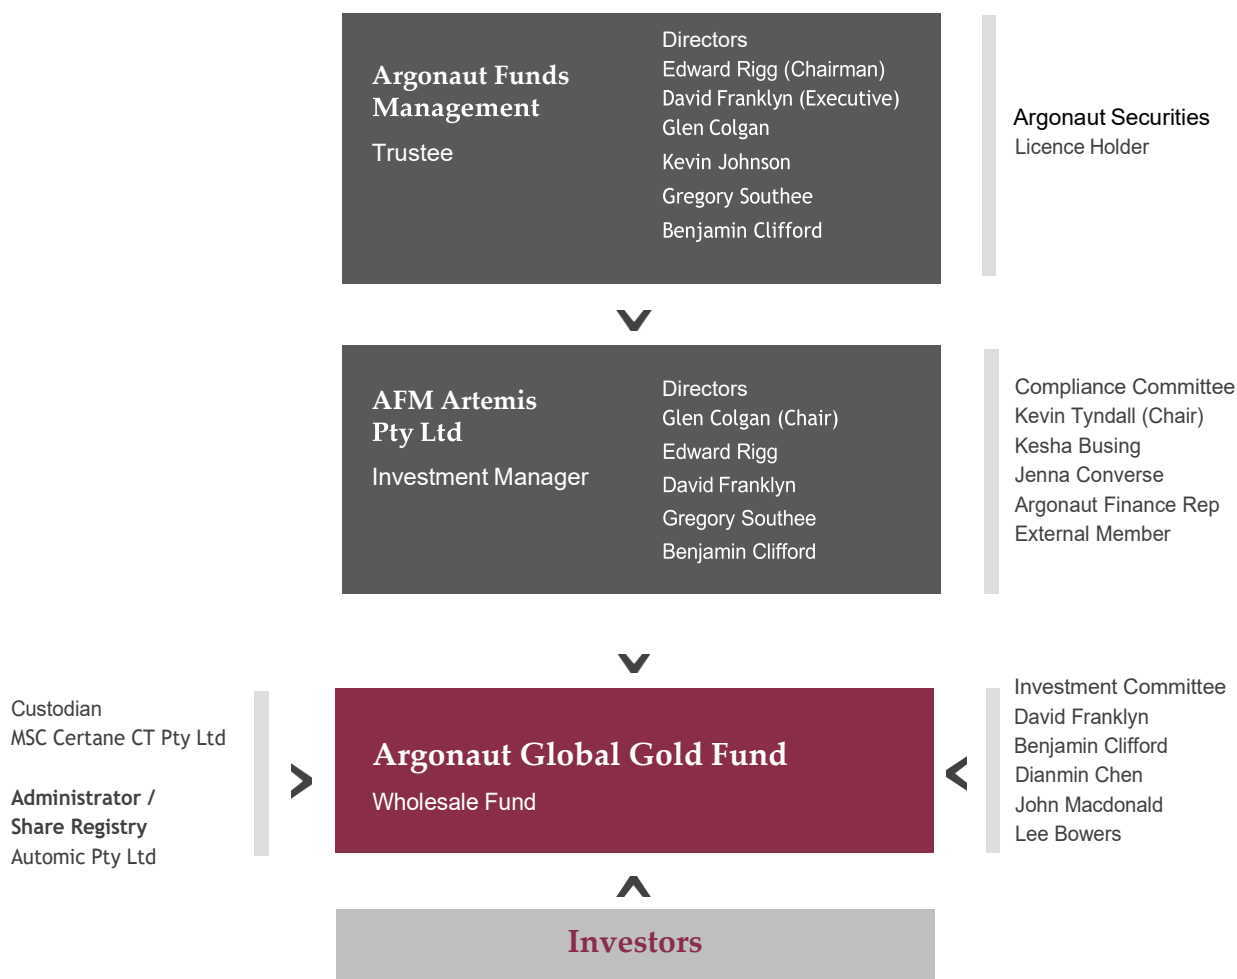 Argonaut Funds
Management
Trustee
Directors
Edward Rigg (Chairman)
David Franklyn (Executive)
Glen Colgan
Kevin Johnson
Gregory Southee
Benjamin Clifford
Argonaut Securities
Licence Holder
AFM Artemis
Pty Ltd
Investment Manager
Directors
Glen Colgan (Chair)
Edward Rigg
David Franklyn
Gregory Southee
Benjamin Clifford
Compliance Committee
Kevin Tyndall (Chair)
Kesha Busing
Jenna Converse
Argonaut Finance Rep
External Member
Custodian
MSC Certane CT Pty Ltd
Administrator /
Share Registry
Automic Pty Ltd
Argonaut Global Gold Fund
Wholesale Fund
Investment Committee
David Franklyn
Benjamin Clifford
Dianmin Chen
John Macdonald
Lee Bowers
Investors